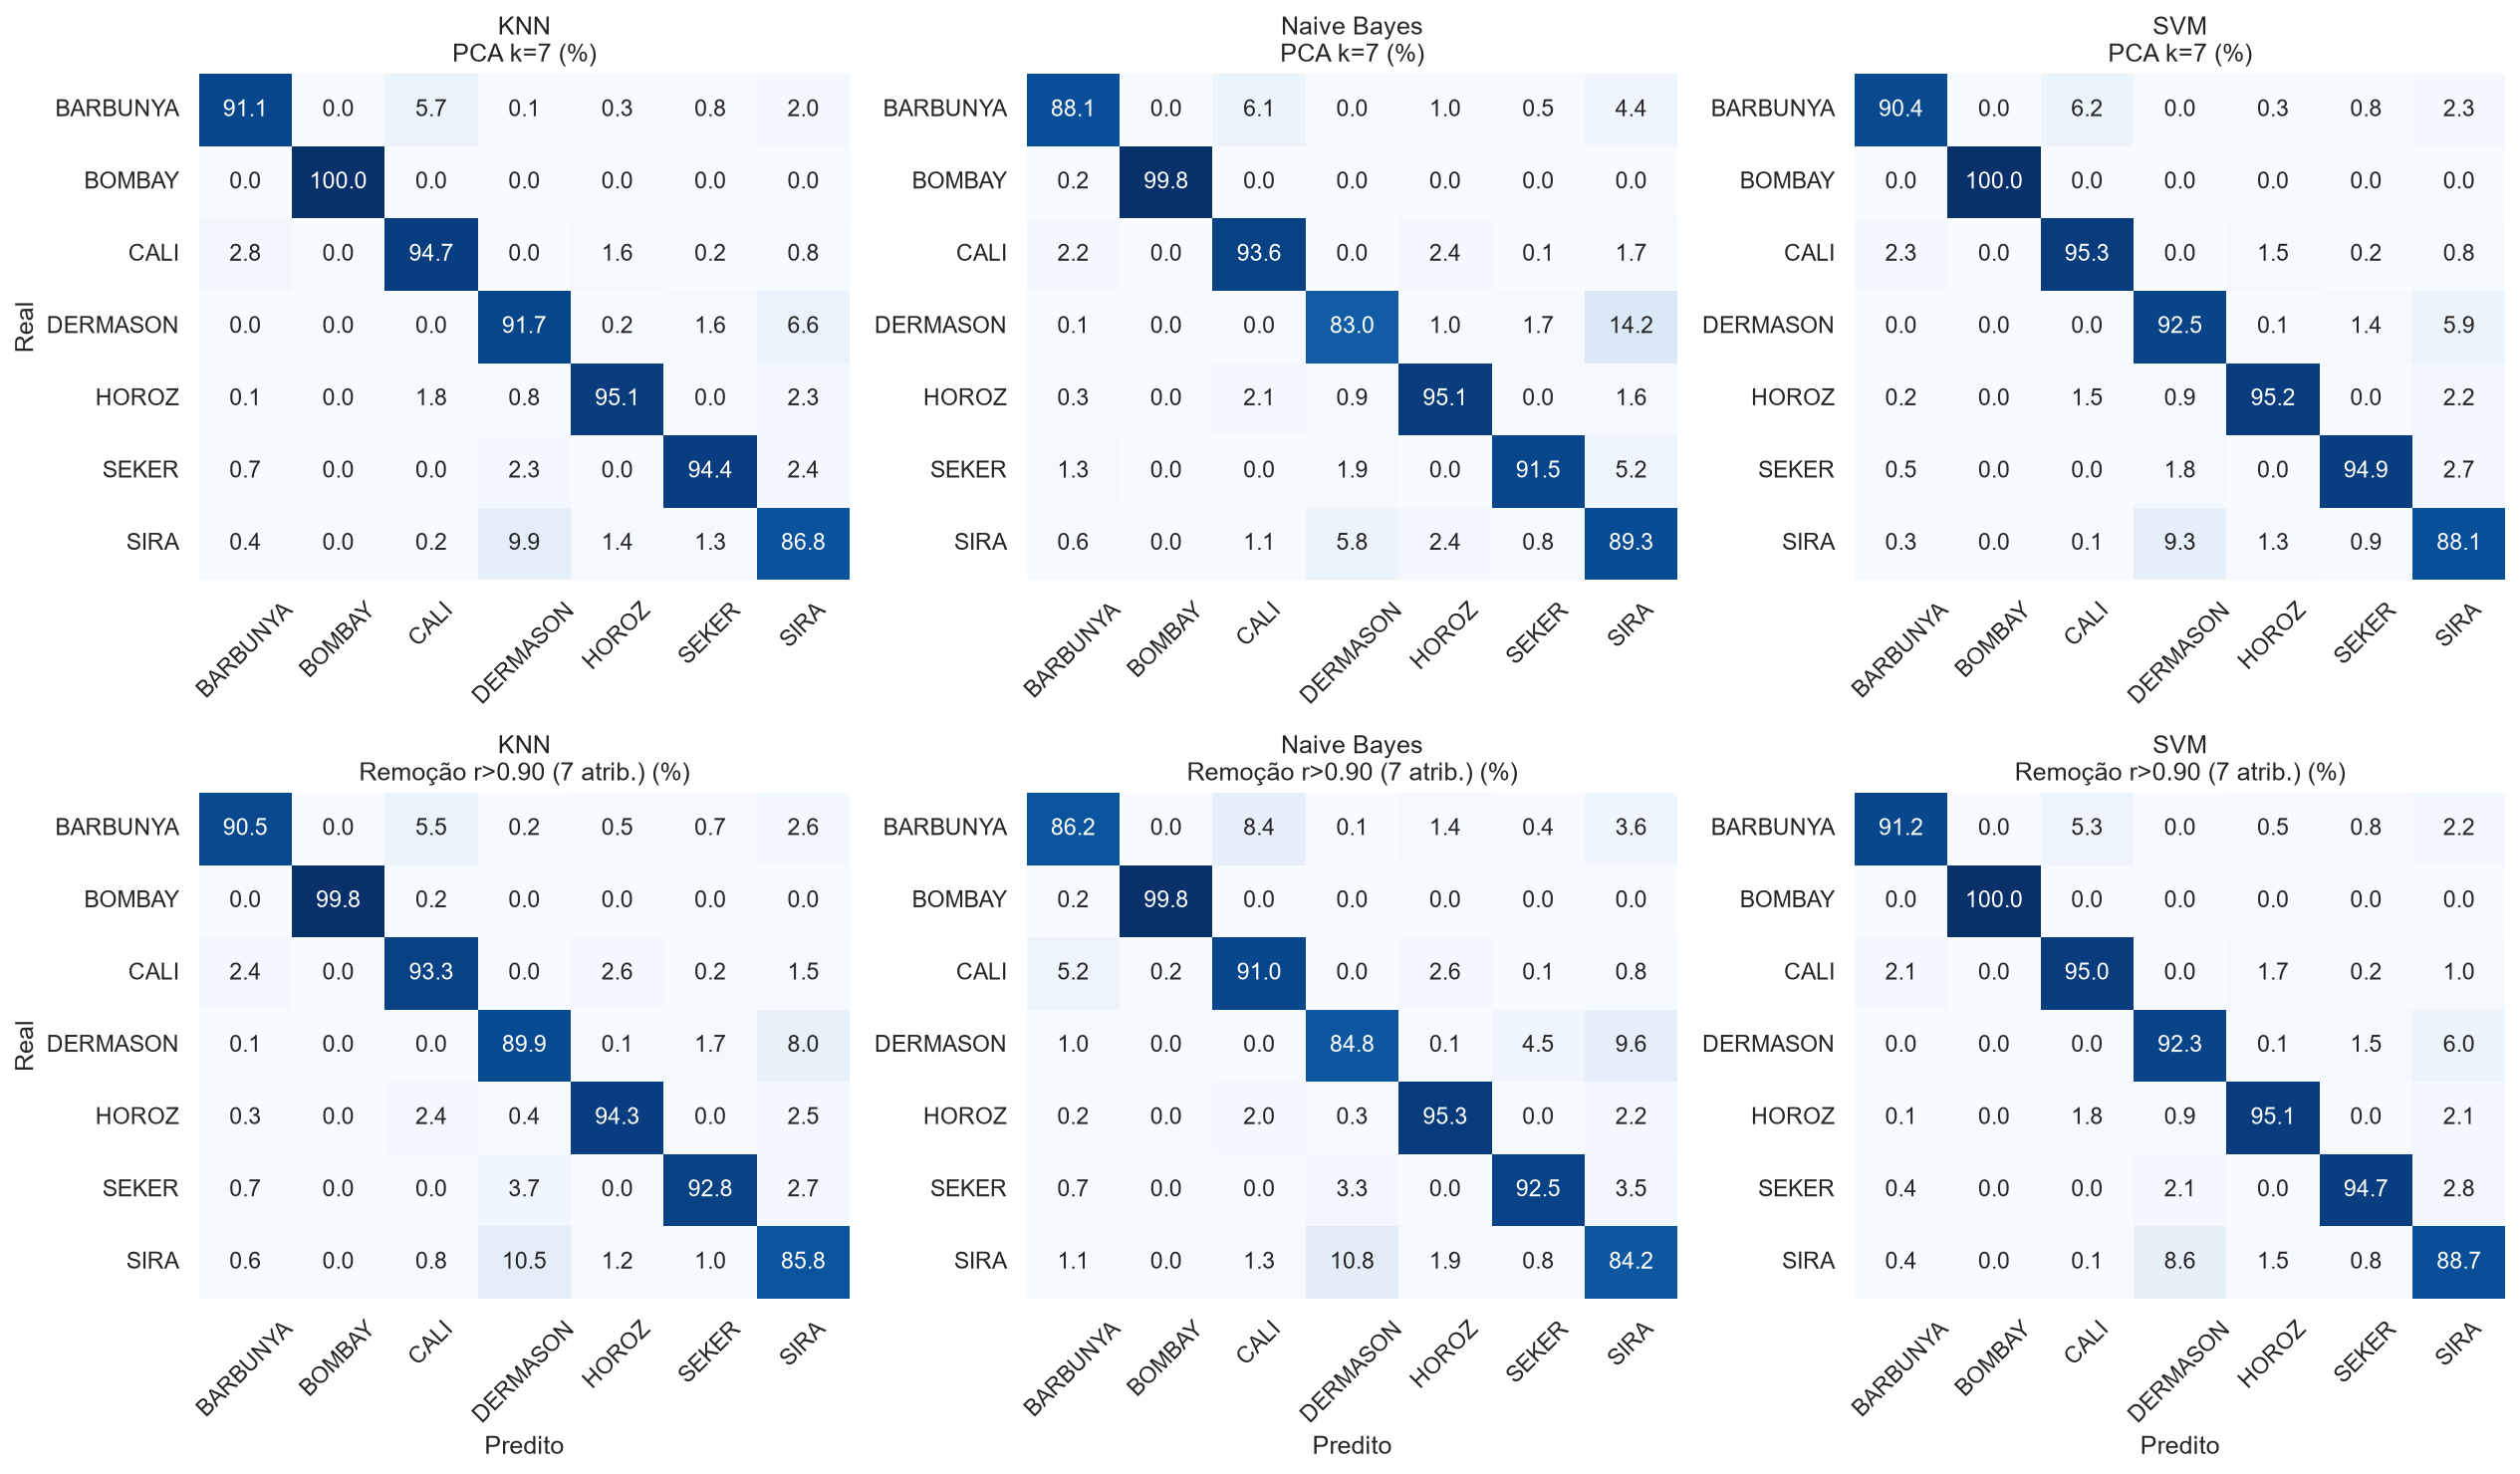 KNN
PCA k=7 (%)
Naive Bayes
PCA k=7 (%)
SVM
PCA k=7 (%)
Real
BARBUNYA 91.1 0.0 5.7 0.1 0.3 0.8 2.0
BOMBAY 0.0 100.0 0.0 0.0 0.0 0.0 0.0
CALI 2.8 0.0 94.7 0.0 1.6 0.2 0.8
DERMASON 0.0 0.0 0.0 91.7 0.2 1.6 6.6
HOROZ 0.1 0.0 1.8 0.8 95.1 0.0 2.3
SEKER 0.7 0.0 0.0 2.3 0.0 94.4 2.4
SIRA 0.4 0.0 0.2 9.9 1.4 1.3 86.8
BARBUNYA BOMBAY CALI DERMASON HOROZ SEKER SIRA
BARBUNYA 88.1 0.0 6.1 0.0 1.0 0.5 4.4
BOMBAY 0.2 99.8 0.0 0.0 0.0 0.0 0.0
CALI 2.2 0.0 93.6 0.0 2.4 0.1 1.7
DERMASON 0.1 0.0 0.0 83.0 1.0 1.7 14.2
HOROZ 0.3 0.0 2.1 0.9 95.1 0.0 1.6
SEKER 1.3 0.0 0.0 1.9 0.0 91.5 5.2
SIRA 0.6 0.0 1.1 5.8 2.4 0.8 89.3
BARBUNYA BOMBAY CALI DERMASON HOROZ SEKER SIRA
BARBUNYA 90.4 0.0 6.2 0.0 0.3 0.8 2.3
BOMBAY 0.0 100.0 0.0 0.0 0.0 0.0 0.0
CALI 2.3 0.0 95.3 0.0 1.5 0.2 0.8
DERMASON 0.0 0.0 0.0 92.5 0.1 1.4 5.9
HOROZ 0.2 0.0 1.5 0.9 95.2 0.0 2.2
SEKER 0.5 0.0 0.0 1.8 0.0 94.9 2.7
SIRA 0.3 0.0 0.1 9.3 1.3 0.9 88.1
BARBUNYA BOMBAY CALI DERMASON HOROZ SEKER SIRA
KNN
Remoção r>0.90 (7 atrib.) (%)
Naive Bayes
Remoção r>0.90 (7 atrib.) (%)
SVM
Remoção r>0.90 (7 atrib.) (%)
Real
BARBUNYA 90.5 0.0 5.5 0.2 0.5 0.7 2.6
BOMBAY 0.0 99.8 0.2 0.0 0.0 0.0 0.0
CALI 2.4 0.0 93.3 0.0 2.6 0.2 1.5
DERMASON 0.1 0.0 0.0 89.9 0.1 1.7 8.0
HOROZ 0.3 0.0 2.4 0.4 94.3 0.0 2.5
SEKER 0.7 0.0 0.0 3.7 0.0 92.8 2.7
SIRA 0.6 0.0 0.8 10.5 1.2 1.0 85.8
BARBUNYA BOMBAY CALI DERMASON HOROZ SEKER SIRA
Predito
BARBUNYA 86.2 0.0 8.4 0.1 1.4 0.4 3.6
BOMBAY 0.2 99.8 0.0 0.0 0.0 0.0 0.0
CALI 5.2 0.2 91.0 0.0 2.6 0.1 0.8
DERMASON 1.0 0.0 0.0 84.8 0.1 4.5 9.6
HOROZ 0.2 0.0 2.0 0.3 95.3 0.0 2.2
SEKER 0.7 0.0 0.0 3.3 0.0 92.5 3.5
SIRA 1.1 0.0 1.3 10.8 1.9 0.8 84.2
BARBUNYA BOMBAY CALI DERMASON HOROZ SEKER SIRA
Predito
BARBUNYA 91.2 0.0 5.3 0.0 0.5 0.8 2.2
BOMBAY 0.0 100.0 0.0 0.0 0.0 0.0 0.0
CALI 2.1 0.0 95.0 0.0 1.7 0.2 1.0
DERMASON 0.0 0.0 0.0 92.3 0.1 1.5 6.0
HOROZ 0.1 0.0 1.8 0.9 95.1 0.0 2.1
SEKER 0.4 0.0 0.0 2.1 0.0 94.7 2.8
SIRA 0.4 0.0 0.1 8.6 1.5 0.8 88.7
BARBUNYA BOMBAY CALI DERMASON HOROZ SEKER SIRA
Predito